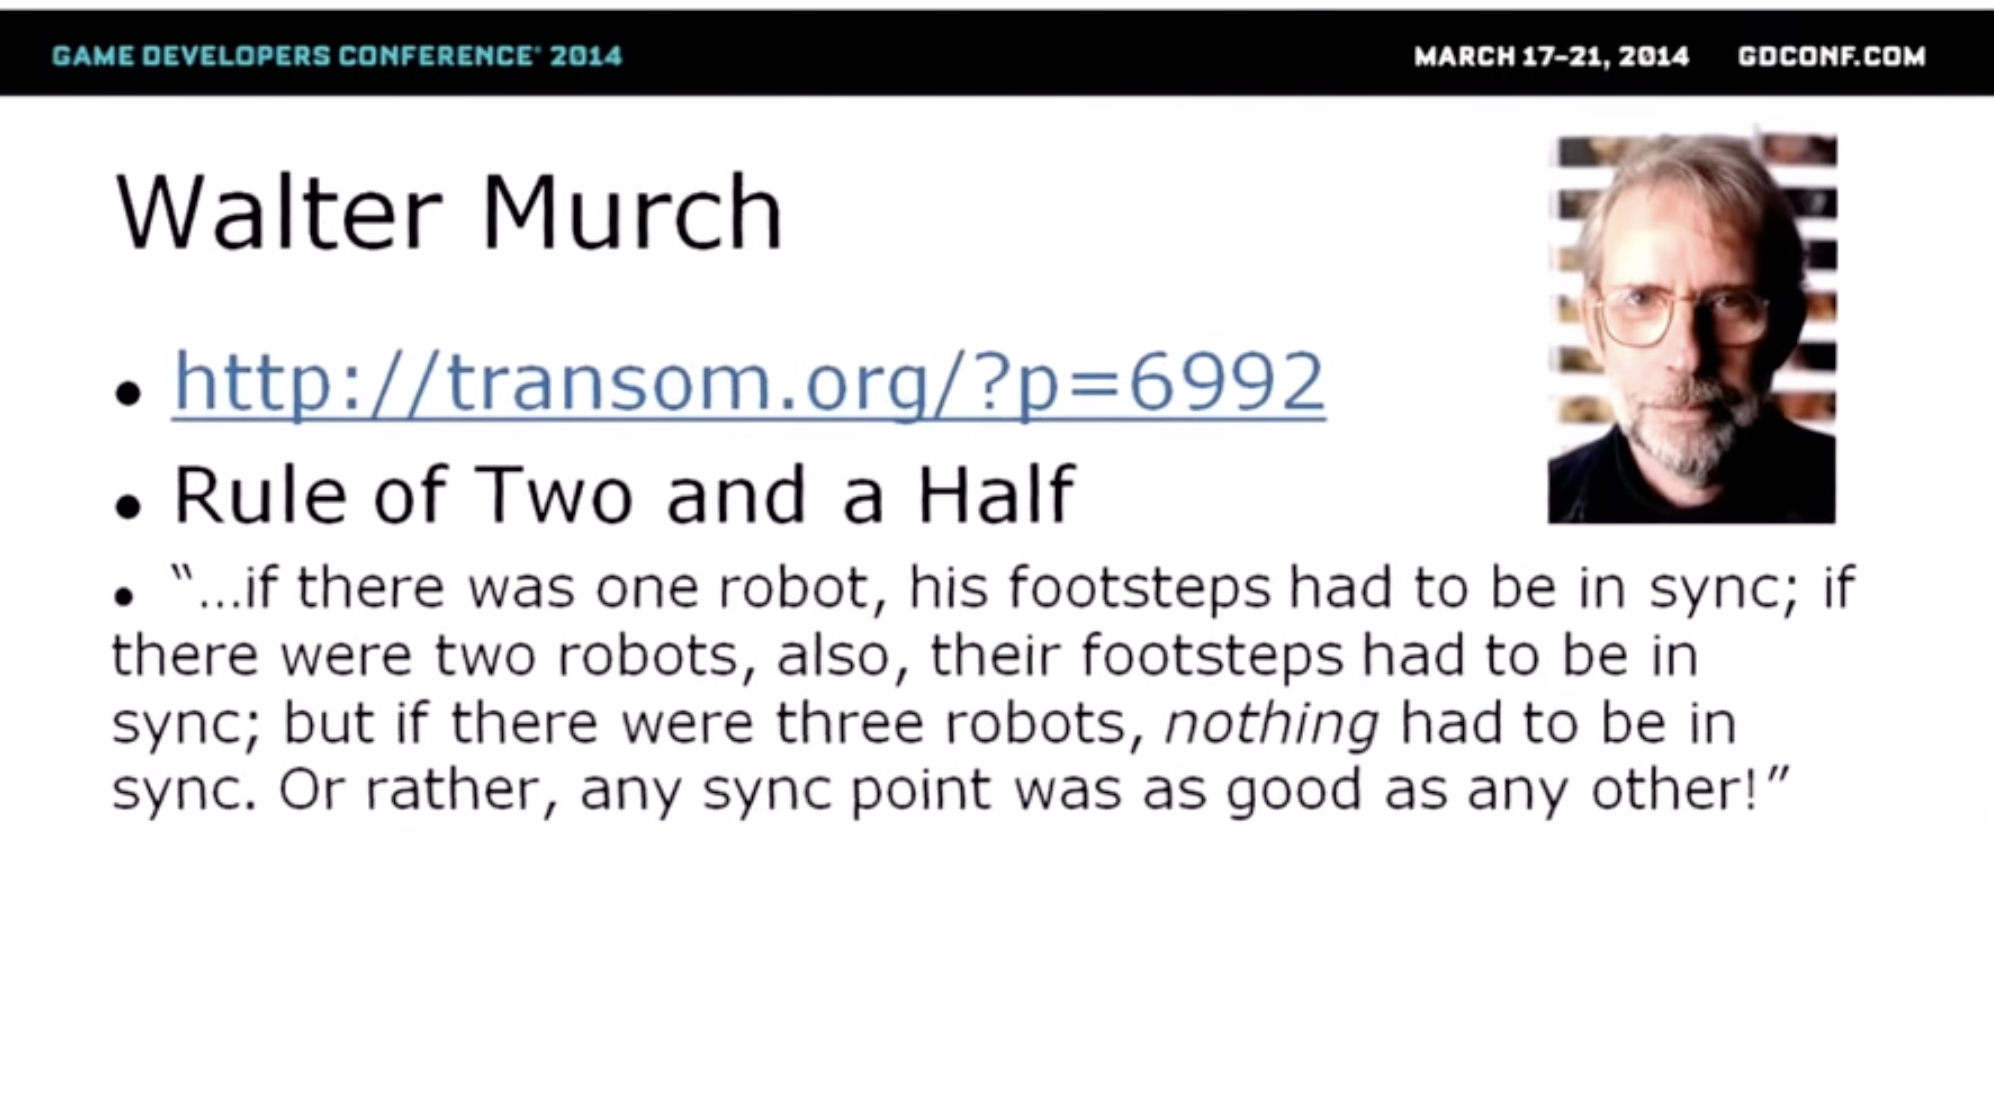 GAME DEVELOPERS CONFERENCE® 2014
MARCH 17–21, 2014 GDCONF.COM
Walter Murch
• http://transom.org/?p=6992
• Rule of Two and a Half
• “...if there was one robot, his footsteps had to be in sync; if
there were two robots, also, their footsteps had to be in
sync; but if there were three robots, nothing had to be in
sync. Or rather, any sync point was as good as any other!”